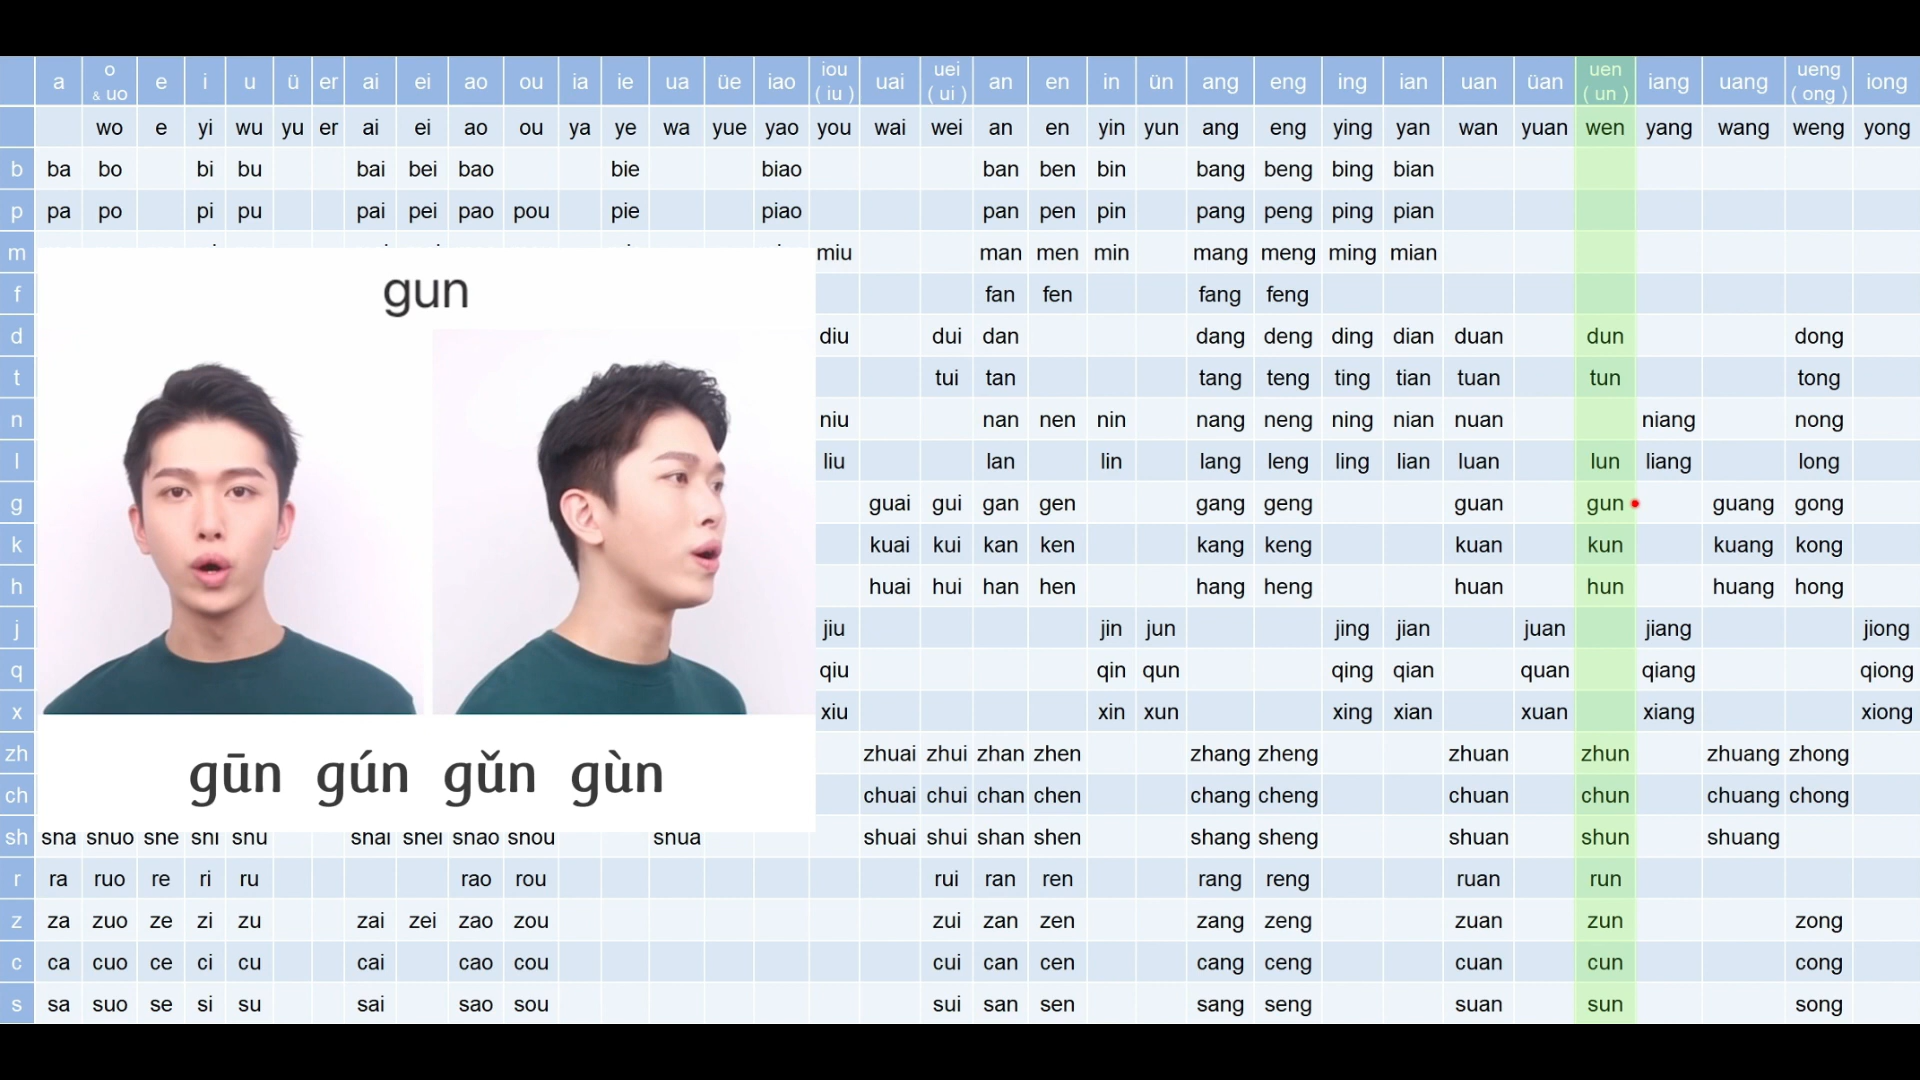 a o & uo e i u ü er ai ei ao ou ia ie ua üe iao iou ( iu ) uai uei ( ui ) an en in ün ang eng ing ian uan üan uen ( un ) iang uang ueng ( ong ) iong
wo e yi wu yu er ai ei ao ou ya ye wa yue yao you wai wei an en yin yun ang eng ying yan wan yuan wen yang wang weng yong
b ba bo bi bu bai bei bao bie biao ban ben bin bang beng bing bian
p pa po pi pu pai pei pao pou pie piao pan pen pin pang peng ping pian
m miu man men min mang meng ming mian
f fan fen fang feng
d diu dui dan dang deng ding dian duan dun dong
t tui tan tang teng ting tian tuan tun tong
n niu nan nen nin nang neng ning nian nuan niang nong
l liu lan lin lang leng ling lian luan lun liang long
g guai gui gan gen gang geng guan gun guang gong
k kuai kui kan ken kang keng kuan kun kuang kong
h huai hui han hen hang heng huan hun huang hong
j jiu jin jun jing jian juan jiang jiong
q qiu qin qun qing qian quan qiang qiong
x xiu xin xun xing xian xuan xiang xiong
zh zhuai zhui zhan zhen zhang zheng zhuan zhun zhuang zhong
ch chuai chui chan chen chang cheng chuan chun chuang chong
sh sha shuo she shi shu shai shei shao shou shua shuai shui shan shen shang sheng shuan shun shuang
r ra ruo re ri ru rao rou rui ran ren rang reng ruan run
z za zuo ze zi zu zai zei zao zou zui zan zen zang zeng zuan zun zong
c ca cuo ce ci cu cai cao cou cui can cen cang ceng cuan cun cong
s sa suo se si su sai sao sou sui san sen sang seng suan sun song
gun
gūn gún gǔn gùn